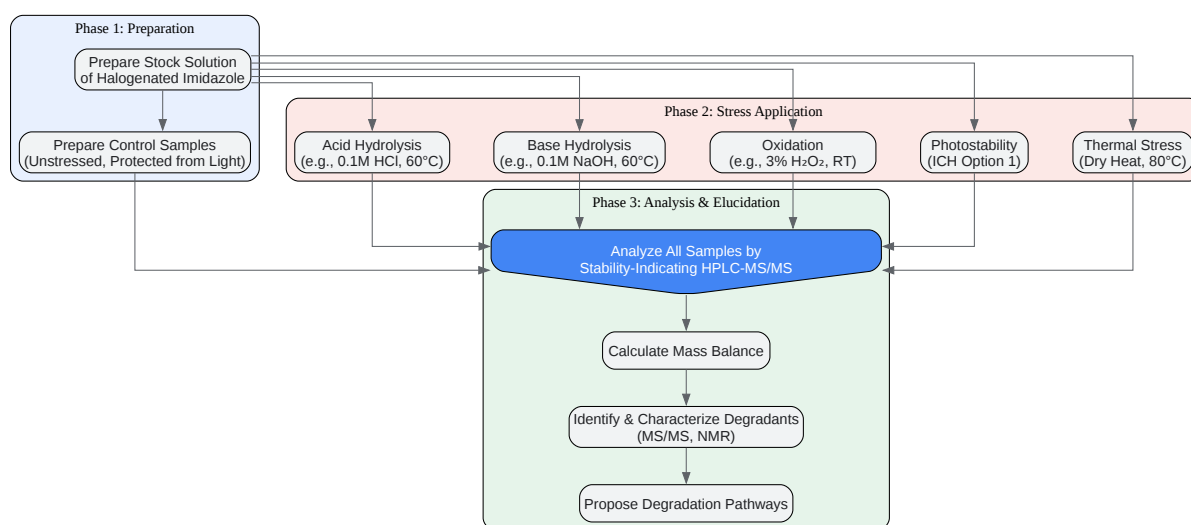 Phase 1: Preparation
Prepare Stock Solution
of Halogenated Imidazole
Prepare Control Samples
(Unstressed, Protected from Light)
Phase 2: Stress Application
Acid Hydrolysis
(e.g., 0.1M HCl, 60°C)
Base Hydrolysis
(e.g., 0.1M NaOH, 60°C)
Oxidation
(e.g., 3% H₂O₂, RT)
Photostability
(ICH Option 1)
Thermal Stress
(Dry Heat, 80°C)
Phase 3: Analysis & Elucidation
Analyze All Samples by
Stability-Indicating HPLC-MS/MS
Calculate Mass Balance
Identify & Characterize Degradants
(MS/MS, NMR)
Propose Degradation Pathways